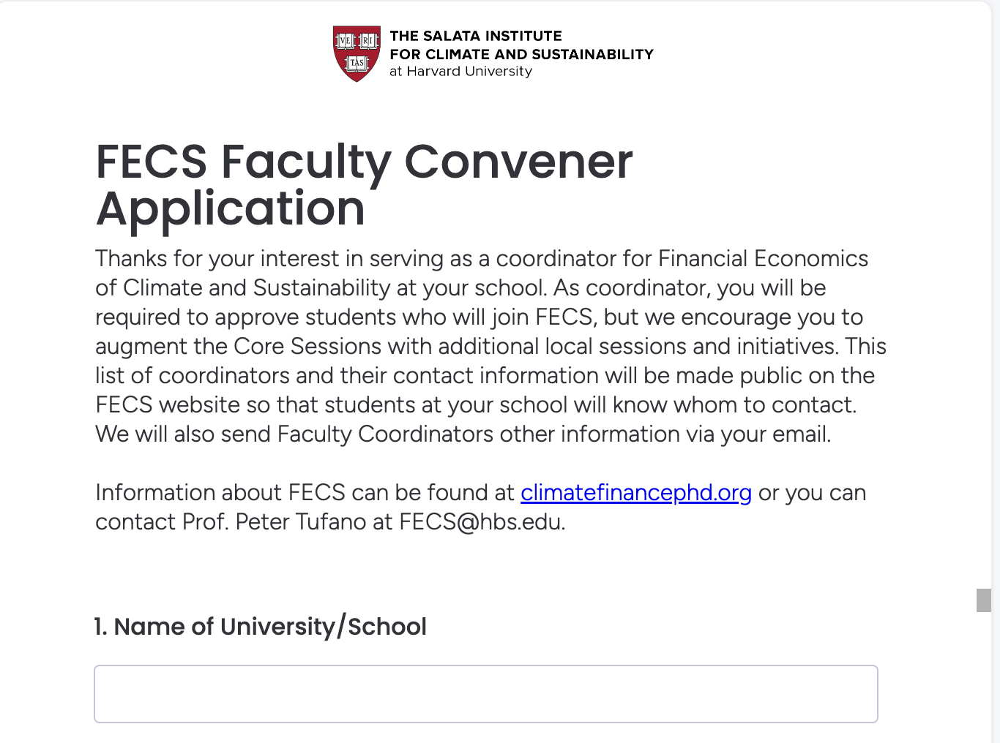 VE RI
TAS
THE SALATA INSTITUTE
FOR CLIMATE AND SUSTAINABILITY
at Harvard University
FECS Faculty Convener
Application
Thanks for your interest in serving as a coordinator for Financial Economics
of Climate and Sustainability at your school. As coordinator, you will be
required to approve students who will join FECS, but we encourage you to
augment the Core Sessions with additional local sessions and initiatives. This
list of coordinators and their contact information will be made public on the
FECS website so that students at your school will know whom to contact.
We will also send Faculty Coordinators other information via your email.
Information about FECS can be found at climatefinancephd.org or you can
contact Prof. Peter Tufano at FECS@hbs.edu.
1. Name of University/School